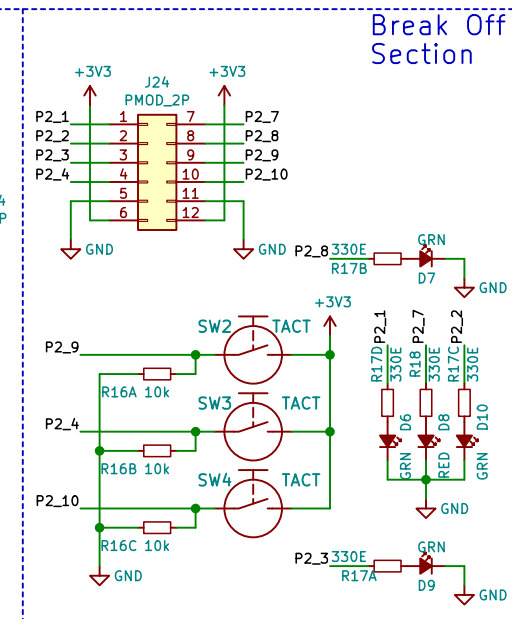 Break Off
Section
+3V3
+3V3
J24
PMOD_2P
P2_1 1 7 P2_7
P2_2 2 8 P2_8
P2_3 3 9 P2_9
P2_4 4 10 P2_10
5 11
6 12
4
P
GND
GND
P2_8 330E GRN
R17B D7
GND
+3V3
SW2 TACT
P2_9
R16A 10k
SW3 TACT
P2_4
R16B 10k
SW4 TACT
P2_10
R16C 10k
GND
P2_1 P2_7 P2_2
R17D 330E R18 330E R17C 330E
D6 D8 D10
GRN RED GRN
GND
P2_3 330E GRN
R17A D9
GND